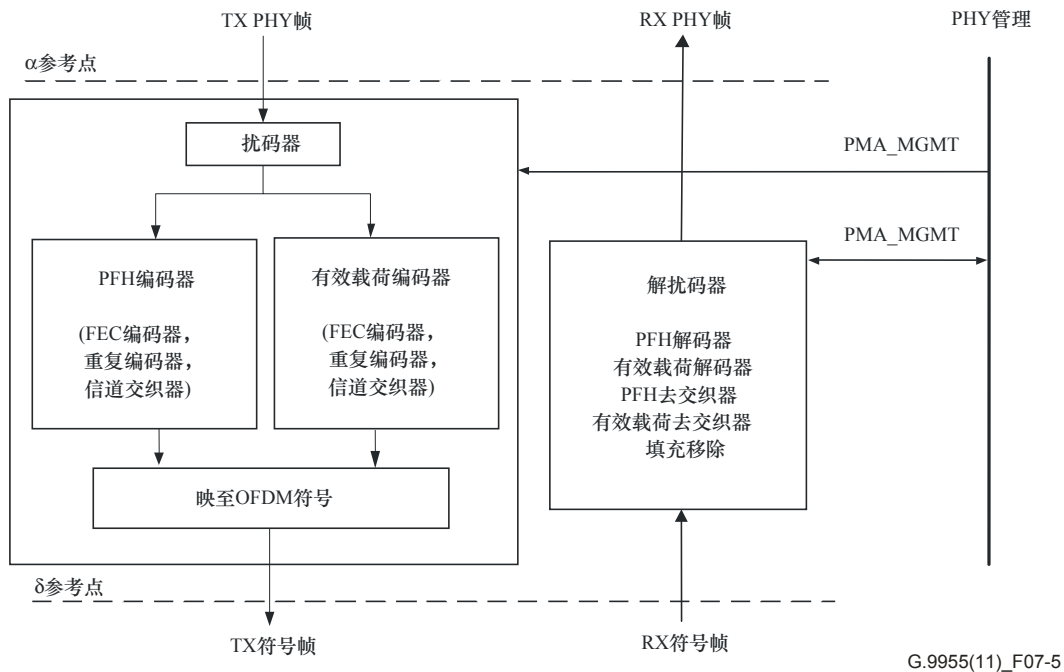 TX PHY帧
RX PHY帧
PHY管理
α参考点
扰码器
PMA_MGMT
PMA_MGMT
PFH编码器
(FEC编码器，
重复编码器，
信道交织器)
有效载荷编码器
(FEC编码器，
重复编码器，
信道交织器)
解扰码器
PFH解码器
有效载荷解码器
PFH去交织器
有效载荷去交织器
填充移除
映至OFDM符号
δ参考点
TX符号帧
RX符号帧
G.9955(11)_F07-5